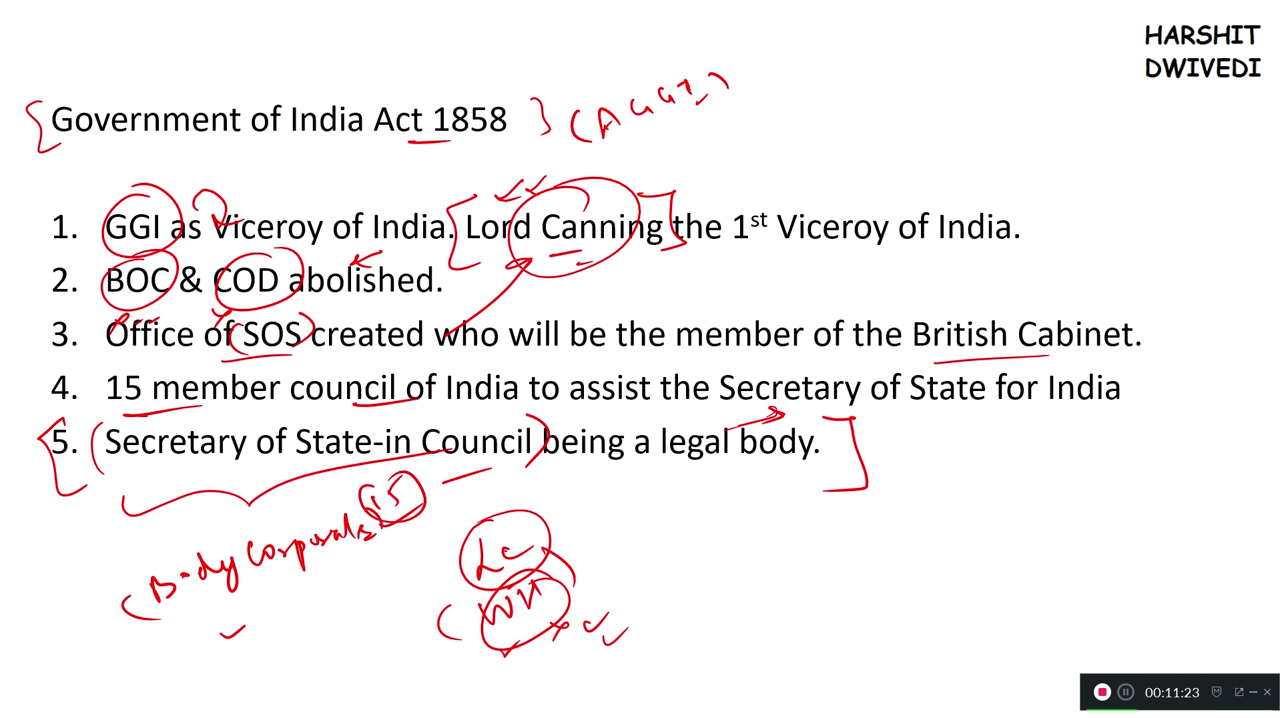 HARSHIT
DWIVEDI
Government of India Act 1858 (AGGI)
1. GGI as Viceroy of India. Lord Canning the 1st Viceroy of India.
2. BOC & COD abolished.
3. Office of SOS created who will be the member of the British Cabinet.
4. 15 member council of India to assist the Secretary of State for India
5. Secretary of State-in Council being a legal body.
15
Body Corporate
LC
00:11:23